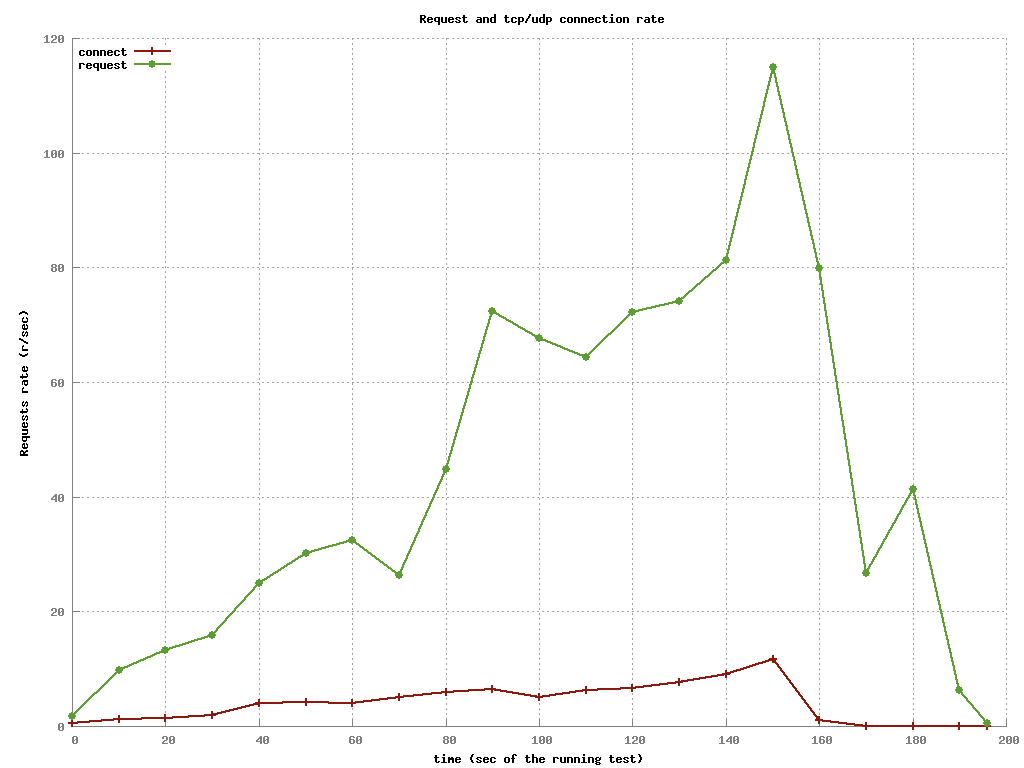 Request and tcp/udp connection rate
120
connect
request
100
80
60
40
20
0
Requests rate (r/sec)
0 20 40 60 80 100 120 140 160 180 200
time (sec of the running test)